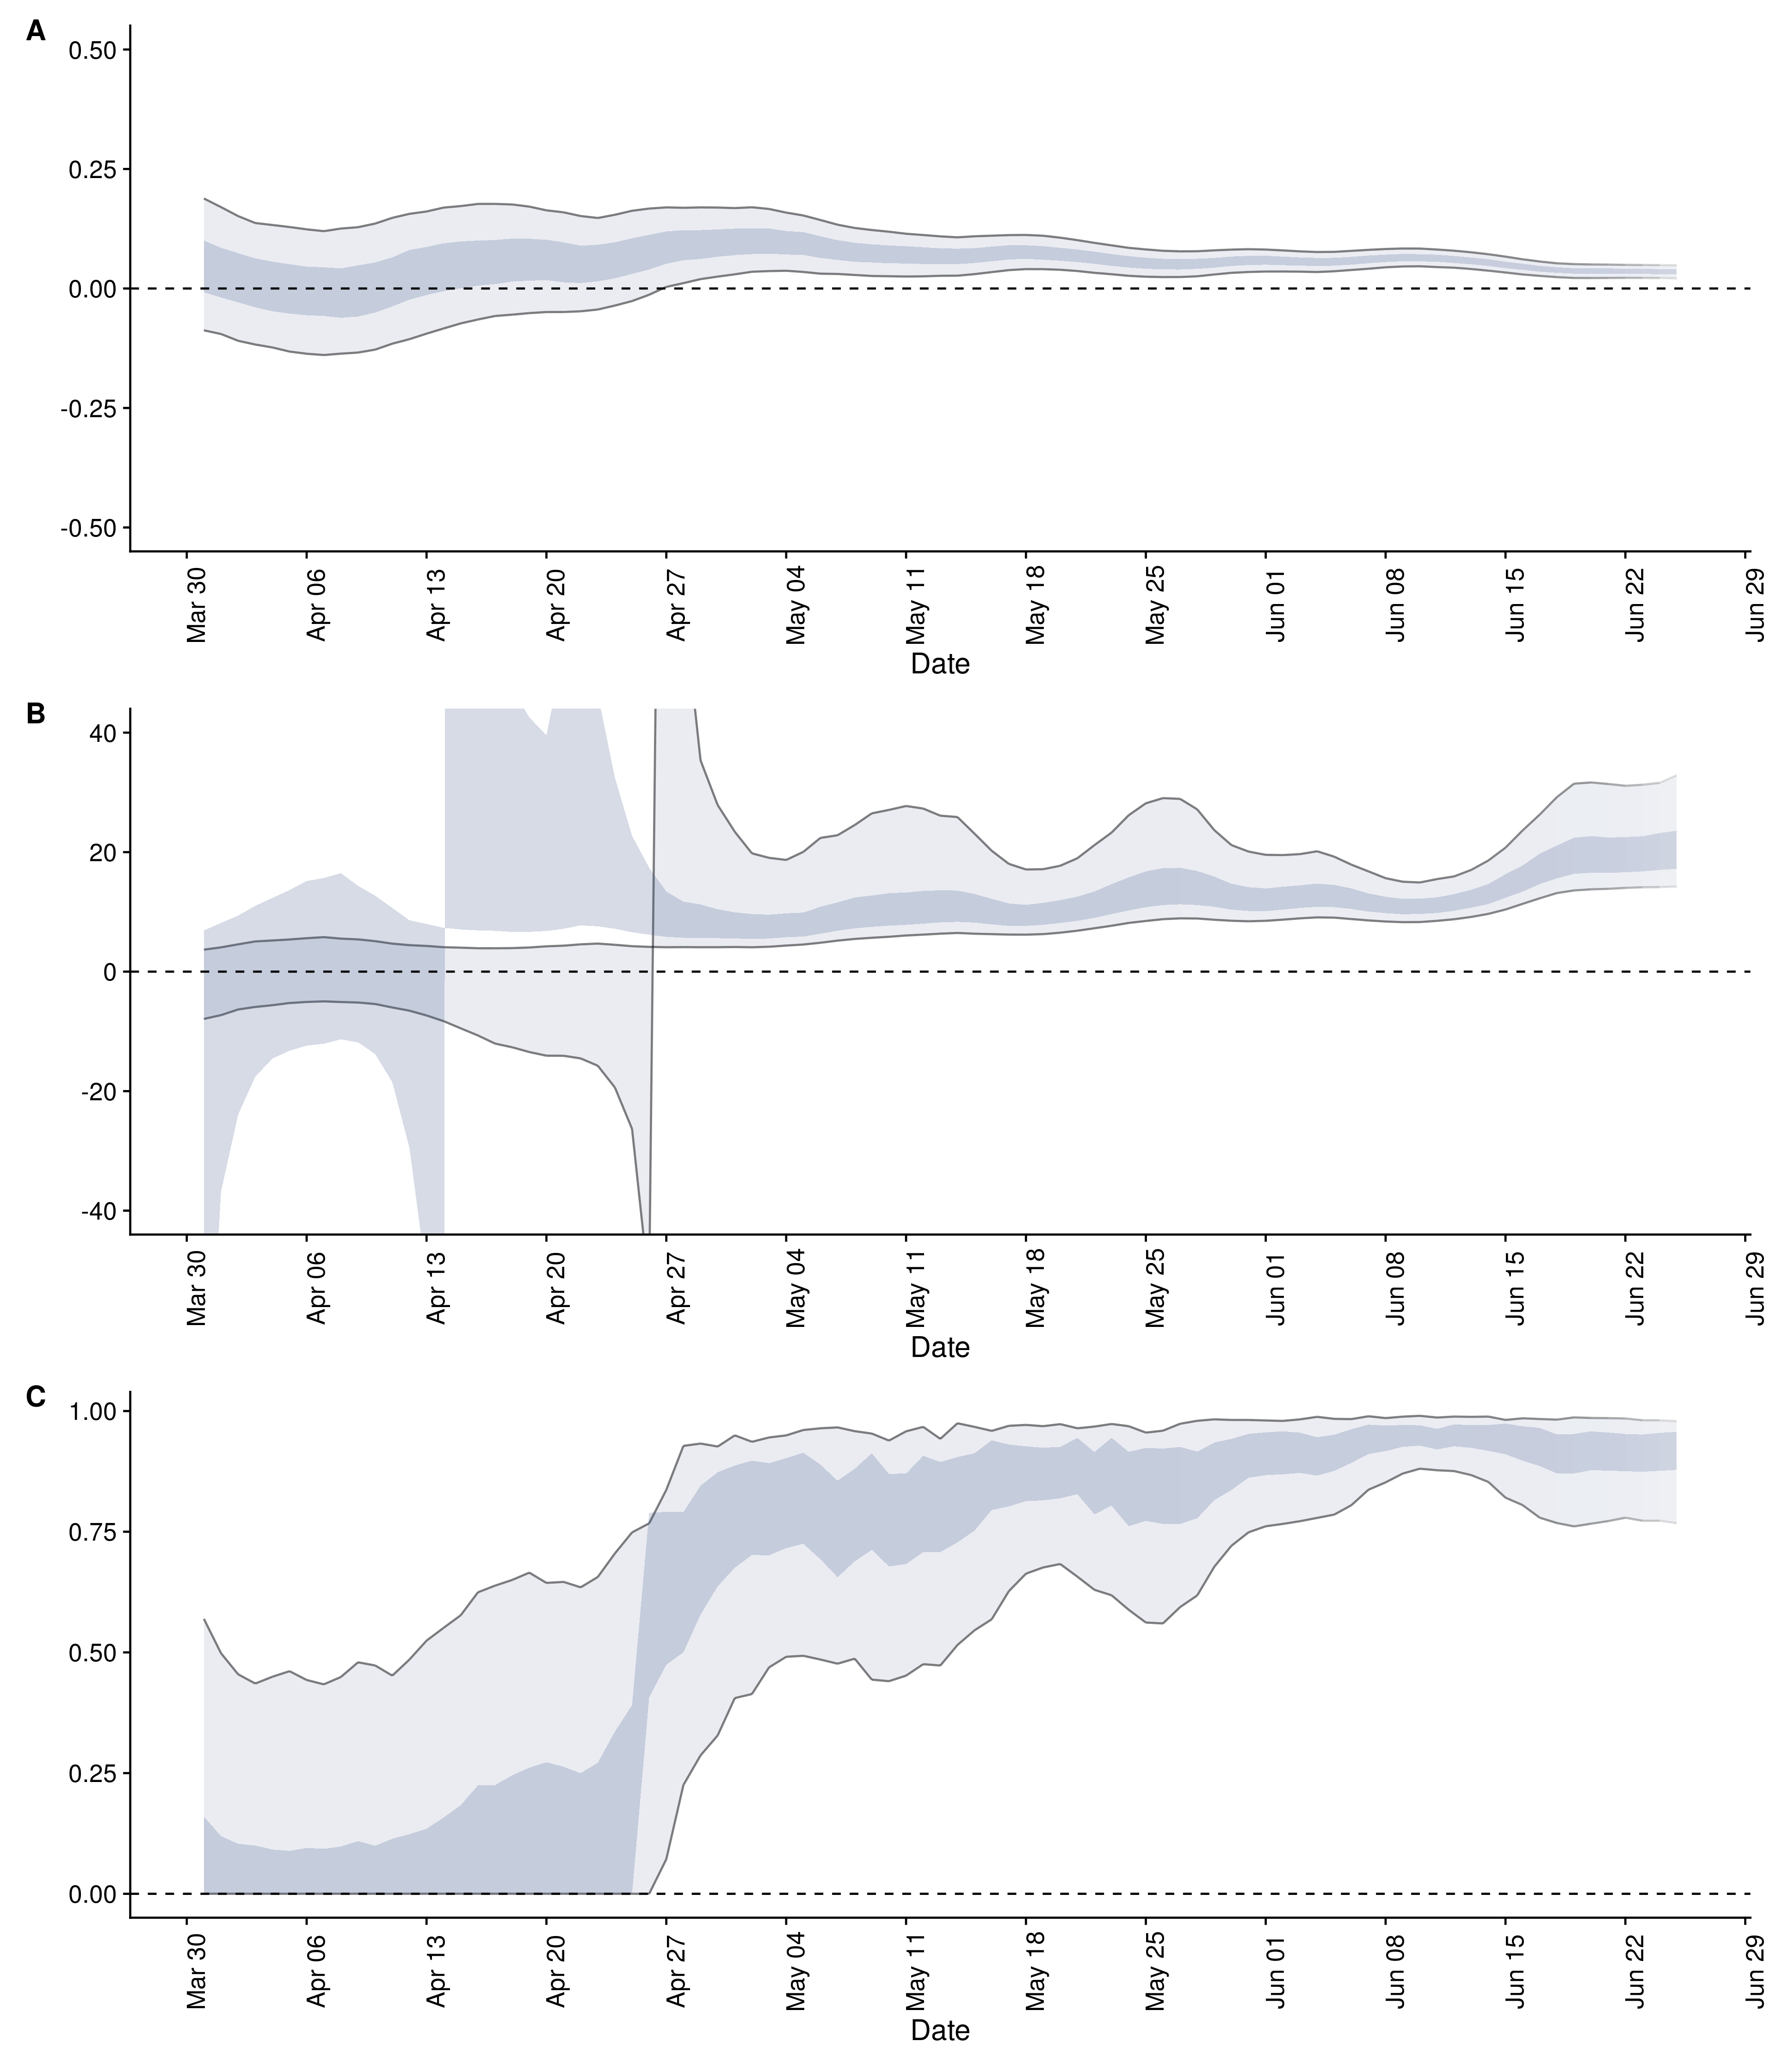 A
0.50
0.25
0.00
-0.25
-0.50
Mar 30
Apr 06
Apr 13
Apr 20
Apr 27
May 04
May 11
May 18
May 25
Jun 01
Jun 08
Jun 15
Jun 22
Jun 29
Date
B
40
20
0
-20
-40
Mar 30
Apr 06
Apr 13
Apr 20
Apr 27
May 04
May 11
May 18
May 25
Jun 01
Jun 08
Jun 15
Jun 22
Jun 29
Date
C
1.00
0.75
0.50
0.25
0.00
Mar 30
Apr 06
Apr 13
Apr 20
Apr 27
May 04
May 11
May 18
May 25
Jun 01
Jun 08
Jun 15
Jun 22
Jun 29
Date